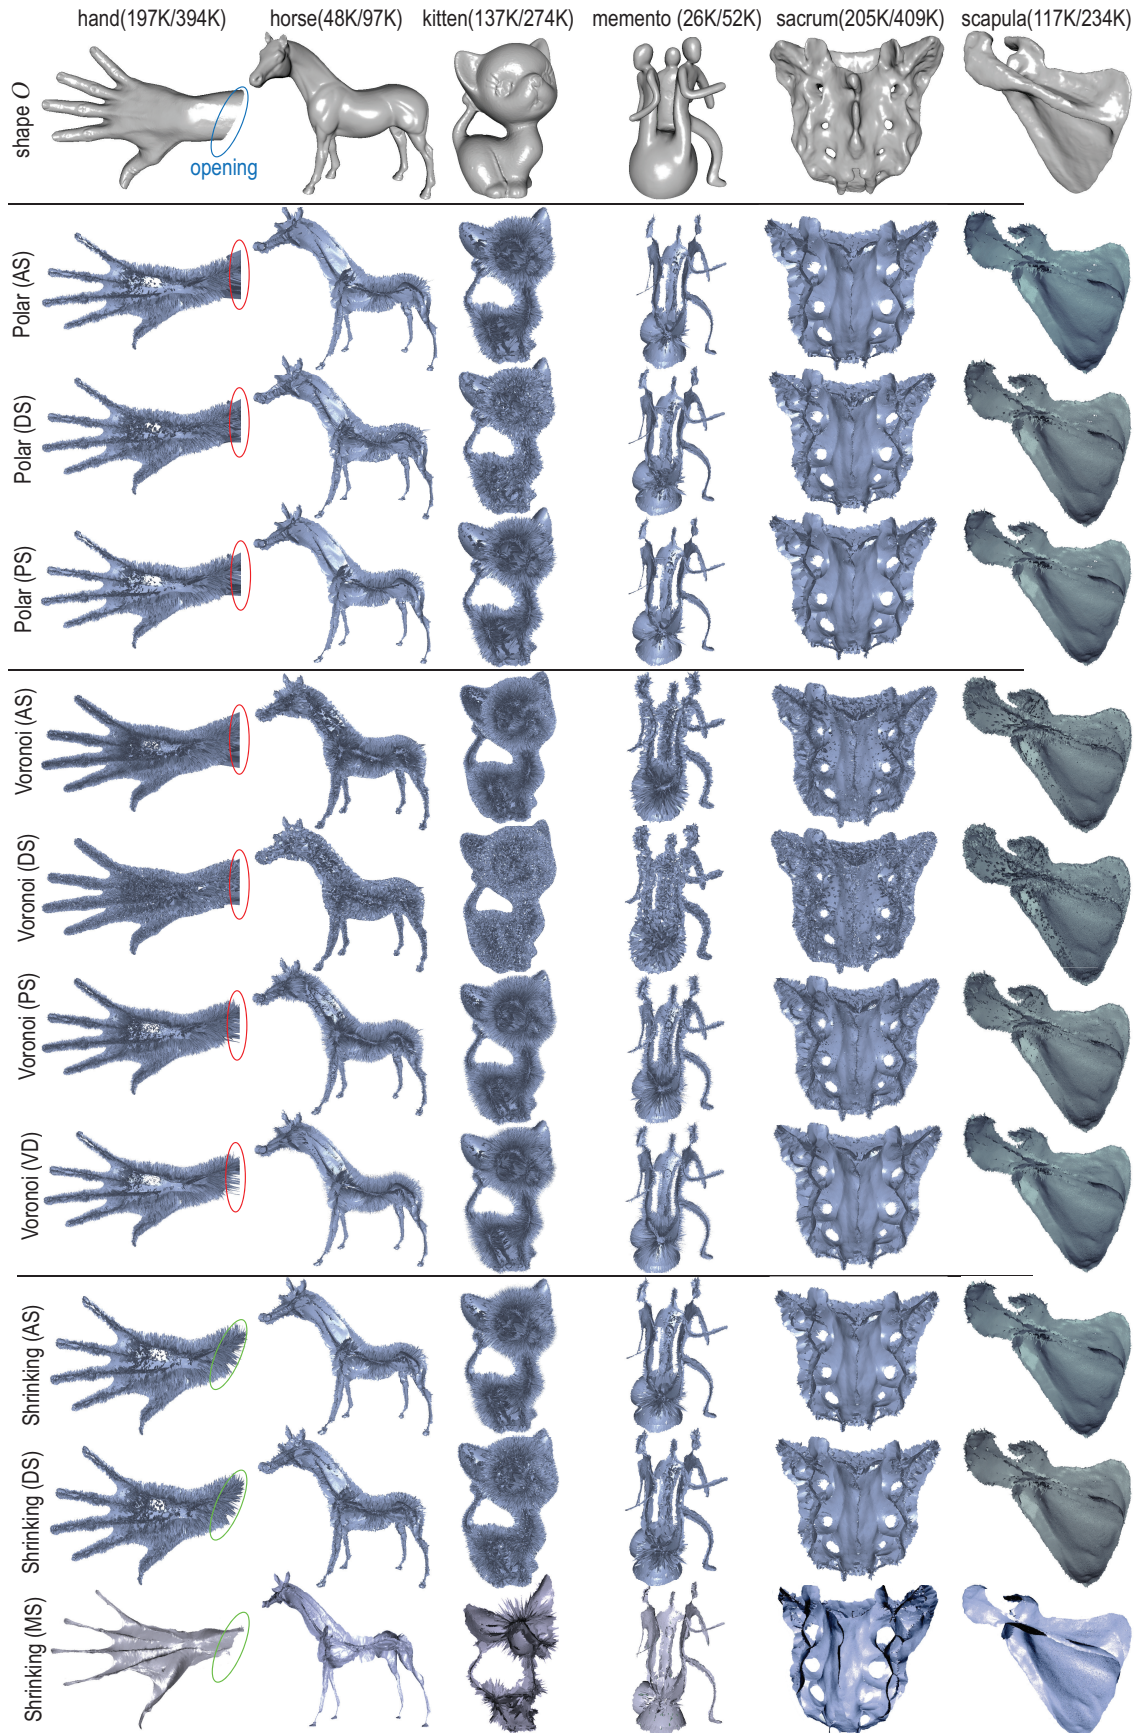 hand(197K/394K) horse(48K/97K) kitten(137K/274K) memento (26K/52K) sacrum(205K/409K) scapula(117K/234K)
shape O
opening
Polar (AS)
Polar (DS)
Polar (PS)
Voronoi (AS)
Voronoi (DS)
Voronoi (PS)
Voronoi (VD)
Shrinking (AS)
Shrinking (DS)
Shrinking (MS)